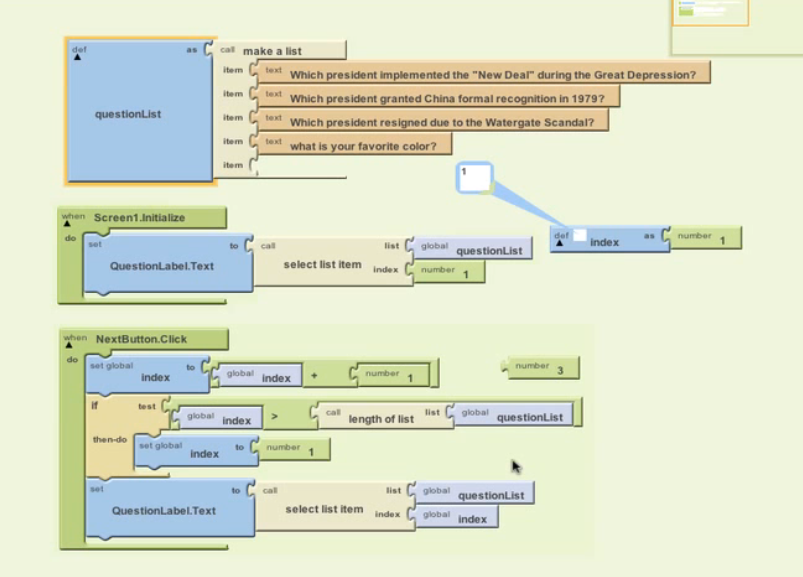 def as call make a list
item text Which president implemented the "New Deal" during the Great Depression?
item text Which president granted China formal recognition in 1979?
questionList
item text Which president resigned due to the Watergate Scandal?
item text what is your favorite color?
item
1
when Screen1.Initialize
do
set to call list global questionList
QuestionLabel.Text select list item index number 1
def index as number 1
when NextButton.Click
do
set global index to global index + number 1
number 3
if test global index > call length of list list global questionList
then-do set global index to number 1
set to call list global questionList
QuestionLabel.Text select list item index global index